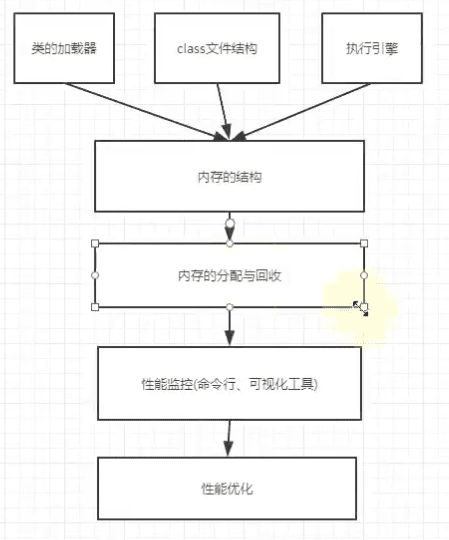 类的加载器
class文件结构
执行引擎
内存的结构
内存的分配与回收
性能监控(命令行、可视化工具)
性能优化